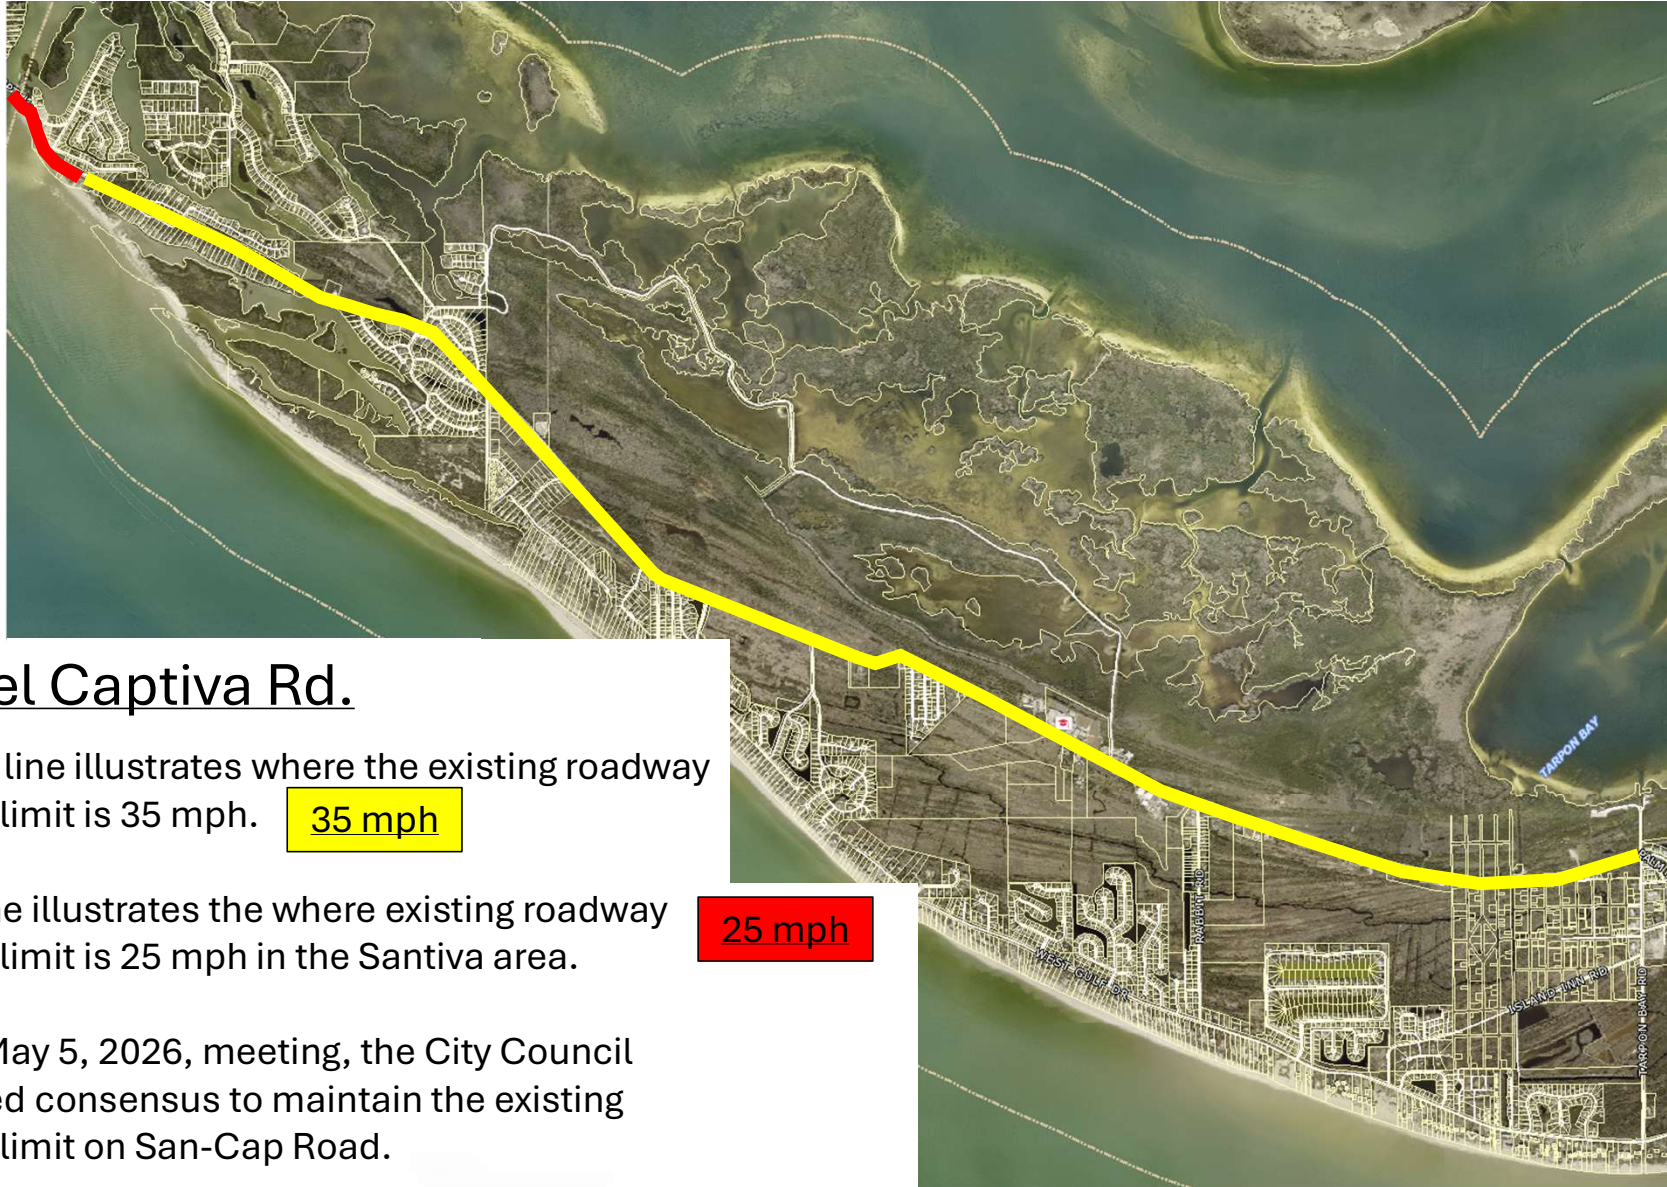 el Captiva Rd.
line illustrates where the existing roadway
limit is 35 mph.
35 mph
ne illustrates the where existing roadway
limit is 25 mph in the Santiva area.
25 mph
May 5, 2026, meeting, the City Council
ed consensus to maintain the existing
limit on San-Cap Road.
TARPON BAY
RABBIT RD
WEST GULF DR
ISLAND INN RD
TARPON BAY RD